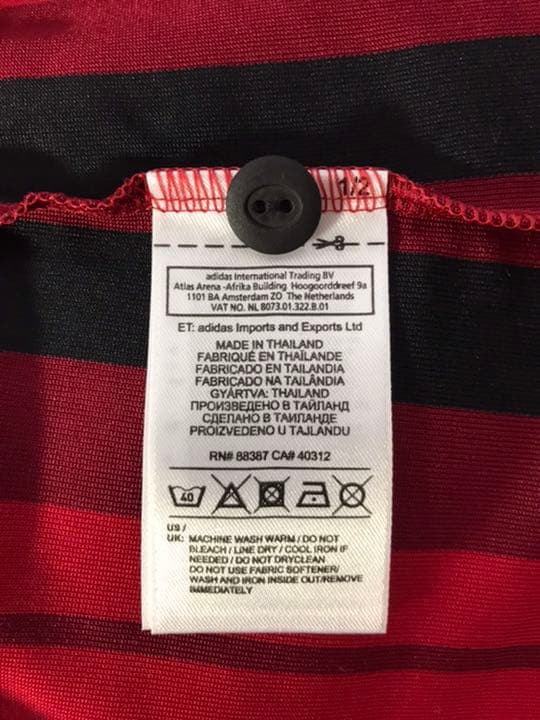 1/2
adidas International Trading BV
Atlas Arena -Afrika Building Hoogoorddreef 9a
1101 BA Amsterdam ZO The Netherlands
VAT NO. NL 8073.01.322.B.01
ET: adidas Imports and Exports Ltd
MADE IN THAILAND
FABRIQUÉ EN THAÏLANDE
FABRICADO EN TAILANDIA
FABRICADO NA TAILÂNDIA
GYÁRTVA: THAILAND
ПРОИЗВЕДЕНО В ТАЙЛАНД
СДЕЛАНО В ТАИЛАНДЕ
PROIZVEDENO U TAJLANDU
RN# 88387 CA# 40312
40
US /
UK: MACHINE WASH WARM / DO NOT
BLEACH / LINE DRY / COOL IRON IF
NEEDED / DO NOT DRYCLEAN
DO NOT USE FABRIC SOFTENER/
WASH AND IRON INSIDE OUT/REMOVE
IMMEDIATELY